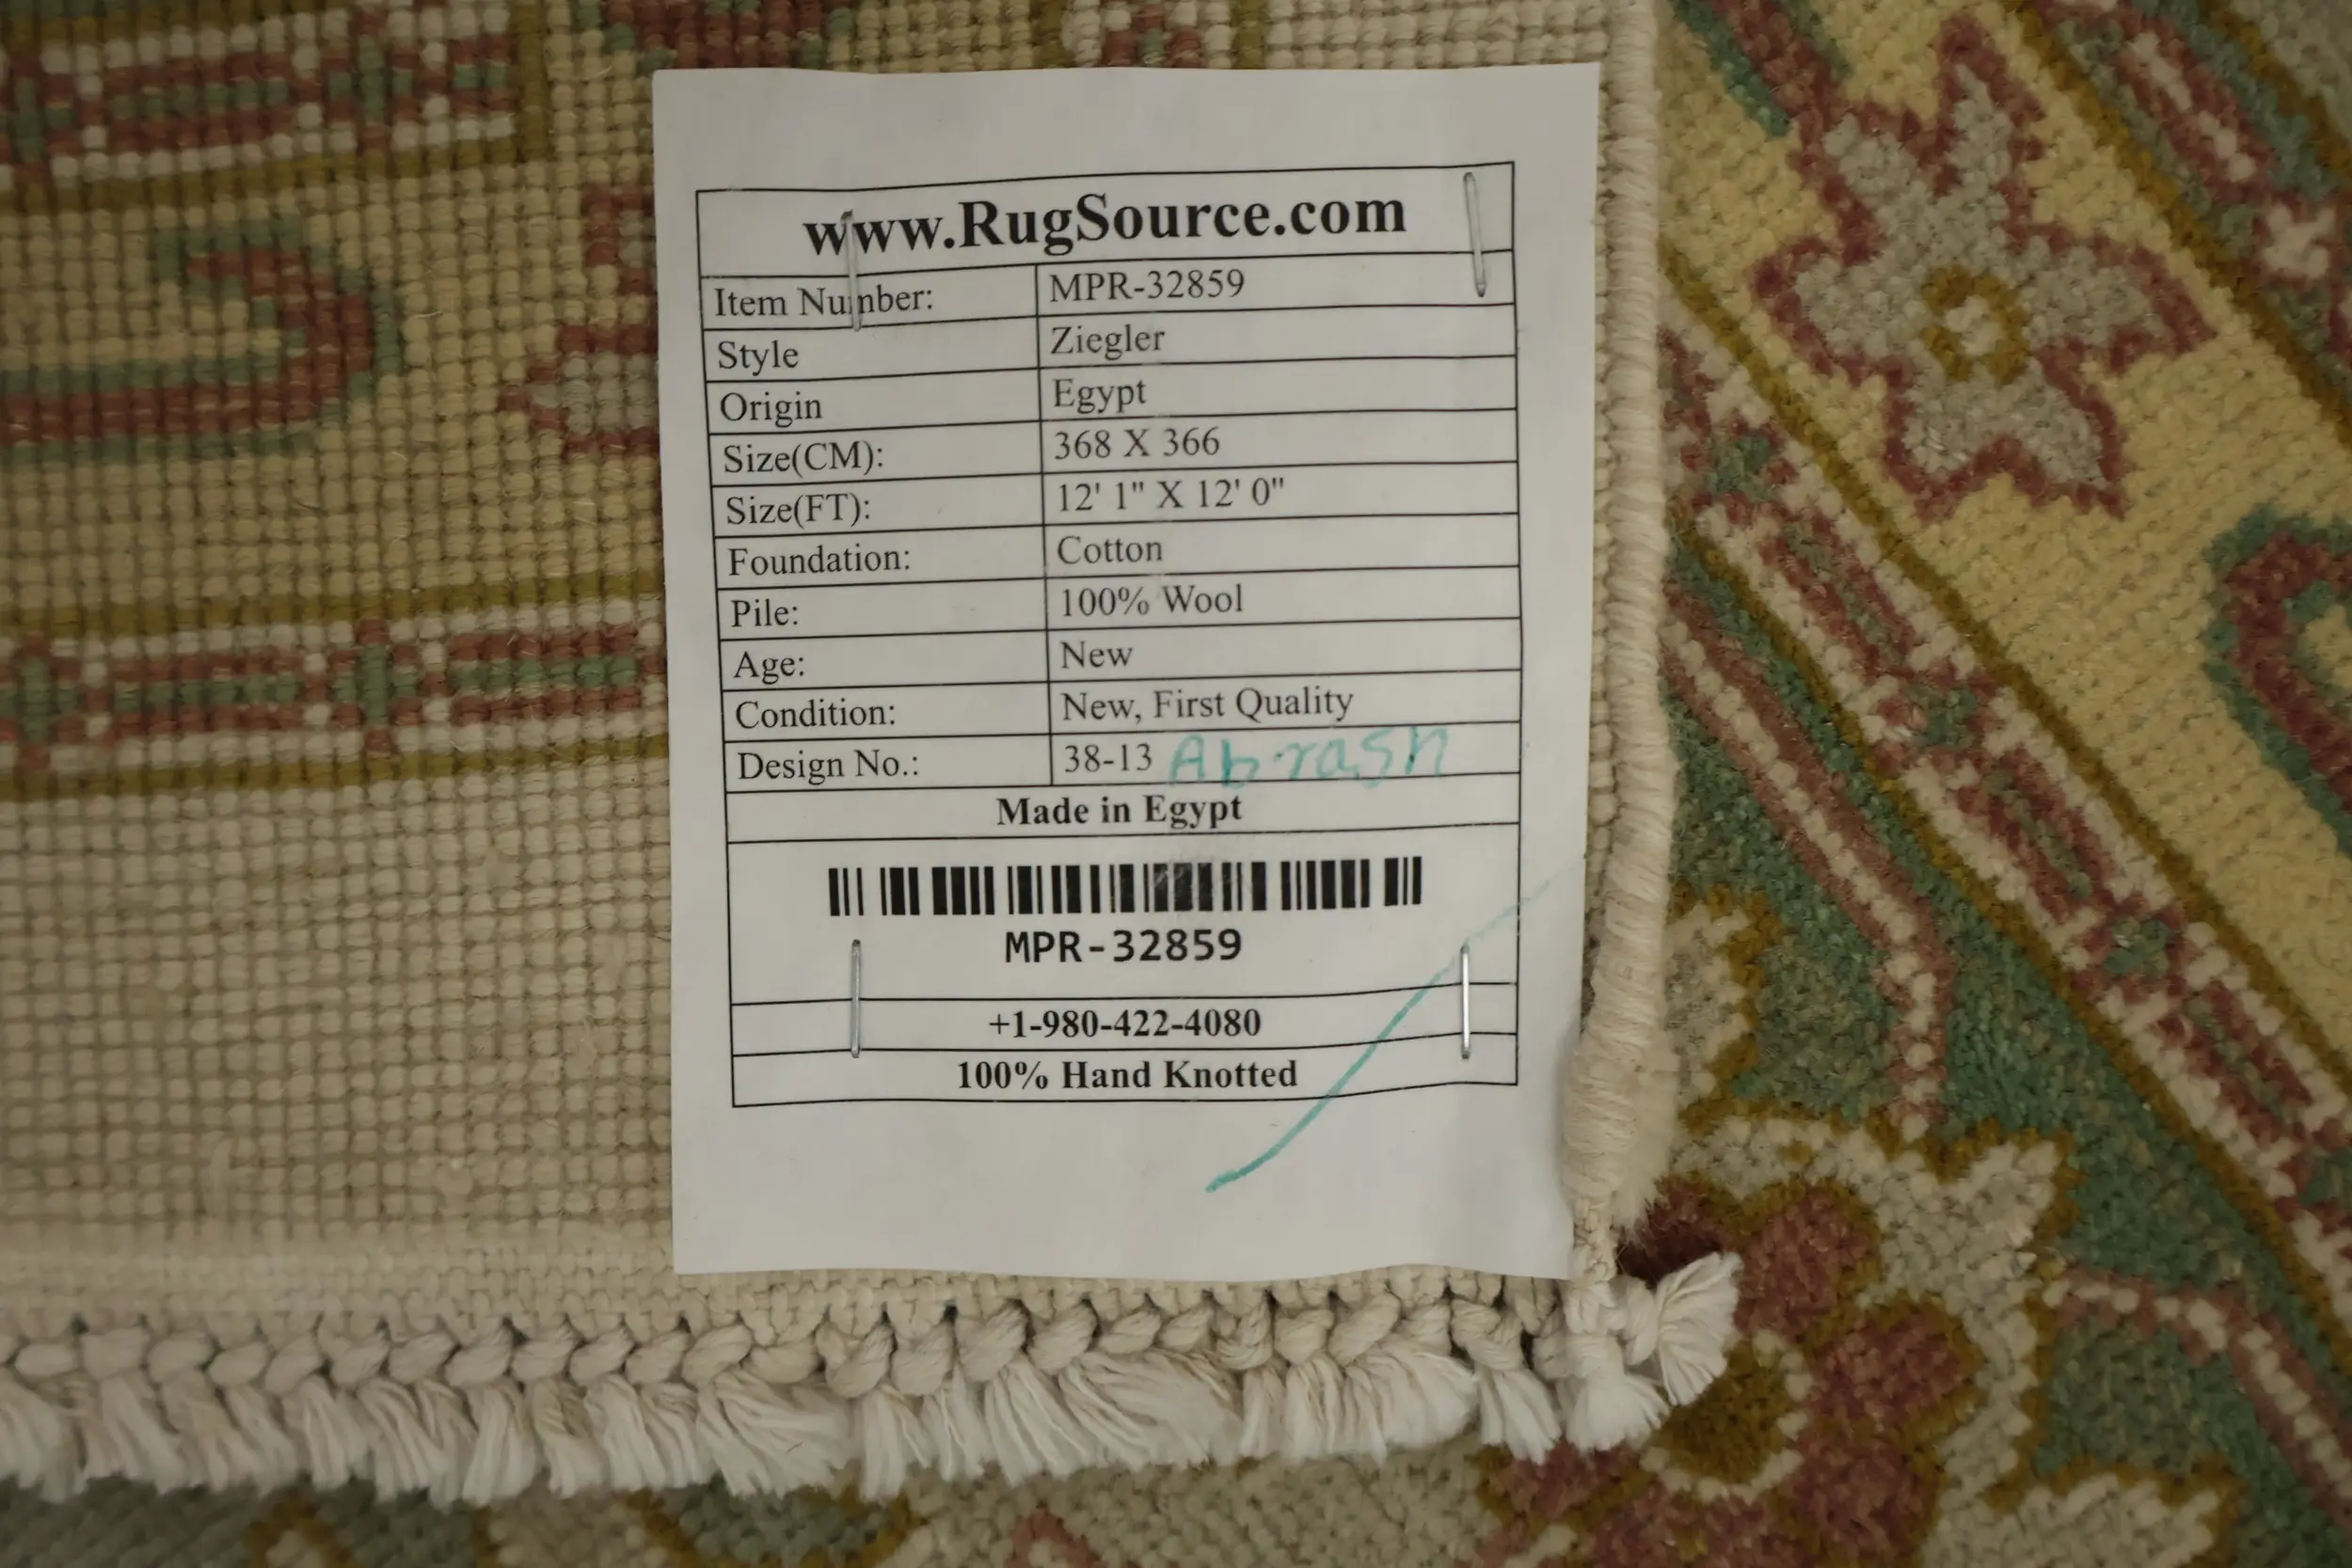 www.RugSource.com
Item Number: MPR-32859
Style Ziegler
Origin Egypt
Size(CM): 368 X 366
Size(FT): 12' 1" X 12' 0"
Foundation: Cotton
Pile: 100% Wool
Age: New
Condition: New, First Quality
Design No.: 38-13 Abrash
Made in Egypt
MPR-32859
+1-980-422-4080
100% Hand Knotted